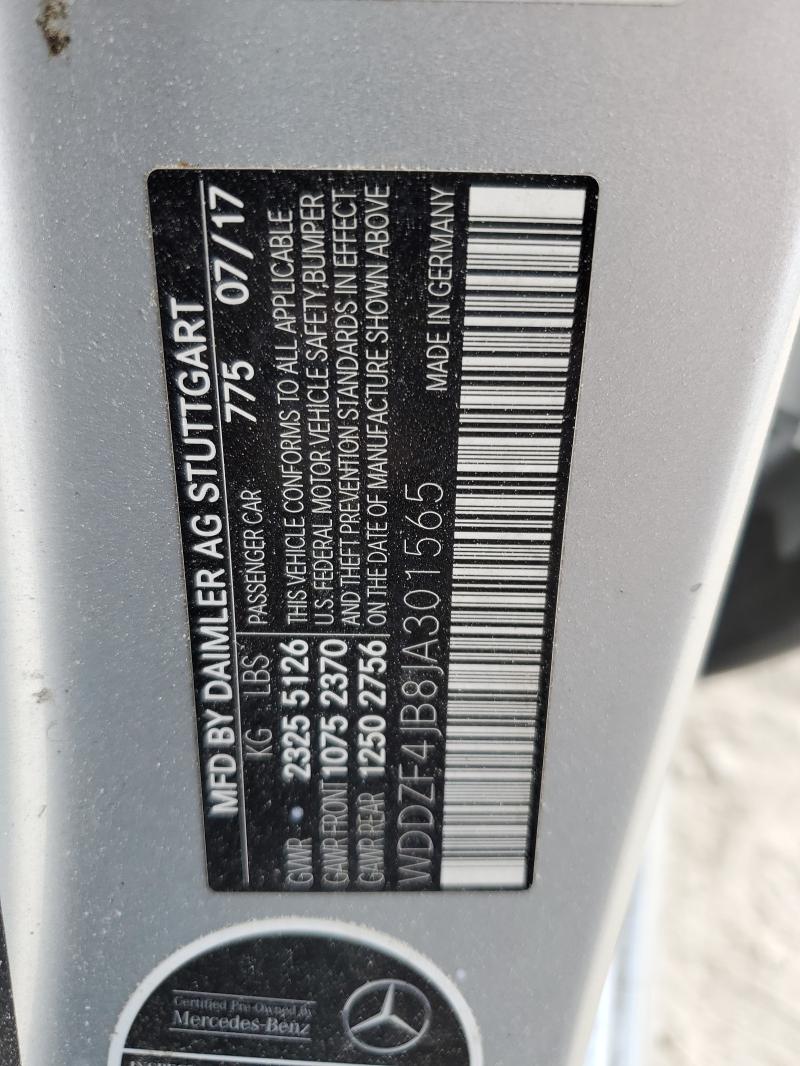 MFD BY DAIMLER AG STUTTGART
775 07/17
KG LBS PASSENGER CAR
GVWR 2325 5126
GAWR FRONT 1075 2370
GAWR REAR 1250 2756
THIS VEHICLE CONFORMS TO ALL APPLICABLE
U.S. FEDERAL MOTOR VEHICLE SAFETY,BUMPER
AND THEFT PREVENTION STANDARDS IN EFFECT
ON THE DATE OF MANUFACTURE SHOWN ABOVE
WDDZF4JB8JA301565 MADE IN GERMANY
Certified Pre-Owned by
Mercedes-Benz